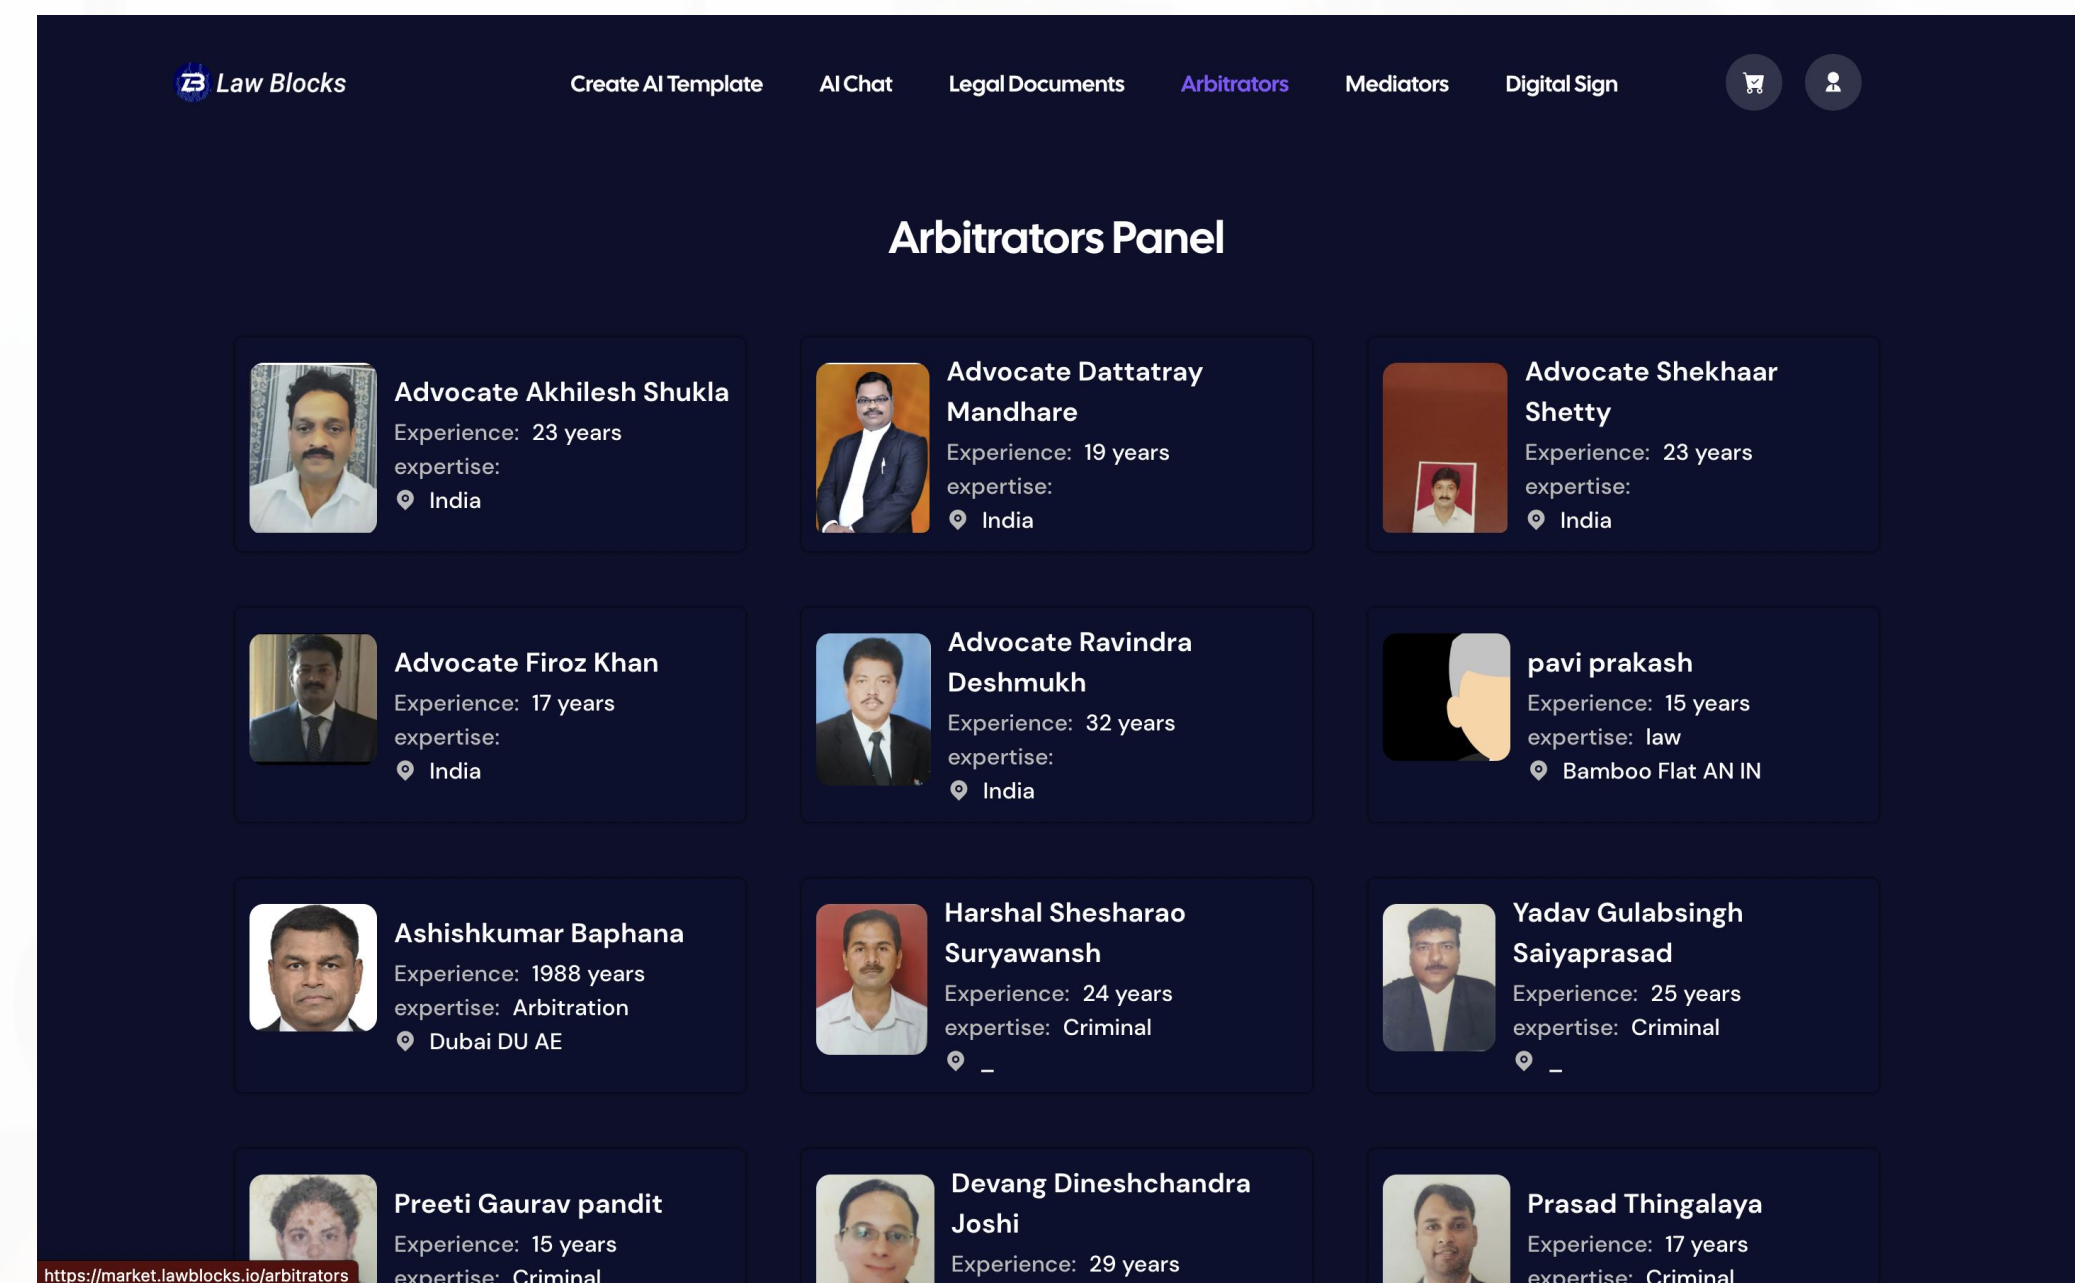 Law Blocks
Create AI Template
AI Chat
Legal Documents
Arbitrators
Mediators
Digital Sign
Arbitrators Panel
Advocate Akhilesh Shukla
Experience: 23 years
expertise:
India
Advocate Dattatray
Mandhare
Experience: 19 years
expertise:
India
Advocate Shekhaar
Shetty
Experience: 23 years
expertise:
India
Advocate Firoz Khan
Experience: 17 years
expertise:
India
Advocate Ravindra
Deshmukh
Experience: 32 years
expertise:
India
pavi prakash
Experience: 15 years
expertise: law
Bamboo Flat AN IN
Ashishkumar Baphana
Experience: 1988 years
expertise: Arbitration
Dubai DU AE
Harshal Shesharao
Suryawansh
Experience: 24 years
expertise: Criminal
_
Yadav Gulabsingh
Saiyaprasad
Experience: 25 years
expertise: Criminal
_
Preeti Gaurav pandit
Experience: 15 years
expertise: Criminal
Devang Dineshchandra
Joshi
Experience: 29 years
Prasad Thingalaya
Experience: 17 years
expertise: Criminal
https://market.lawblocks.io/arbitrators